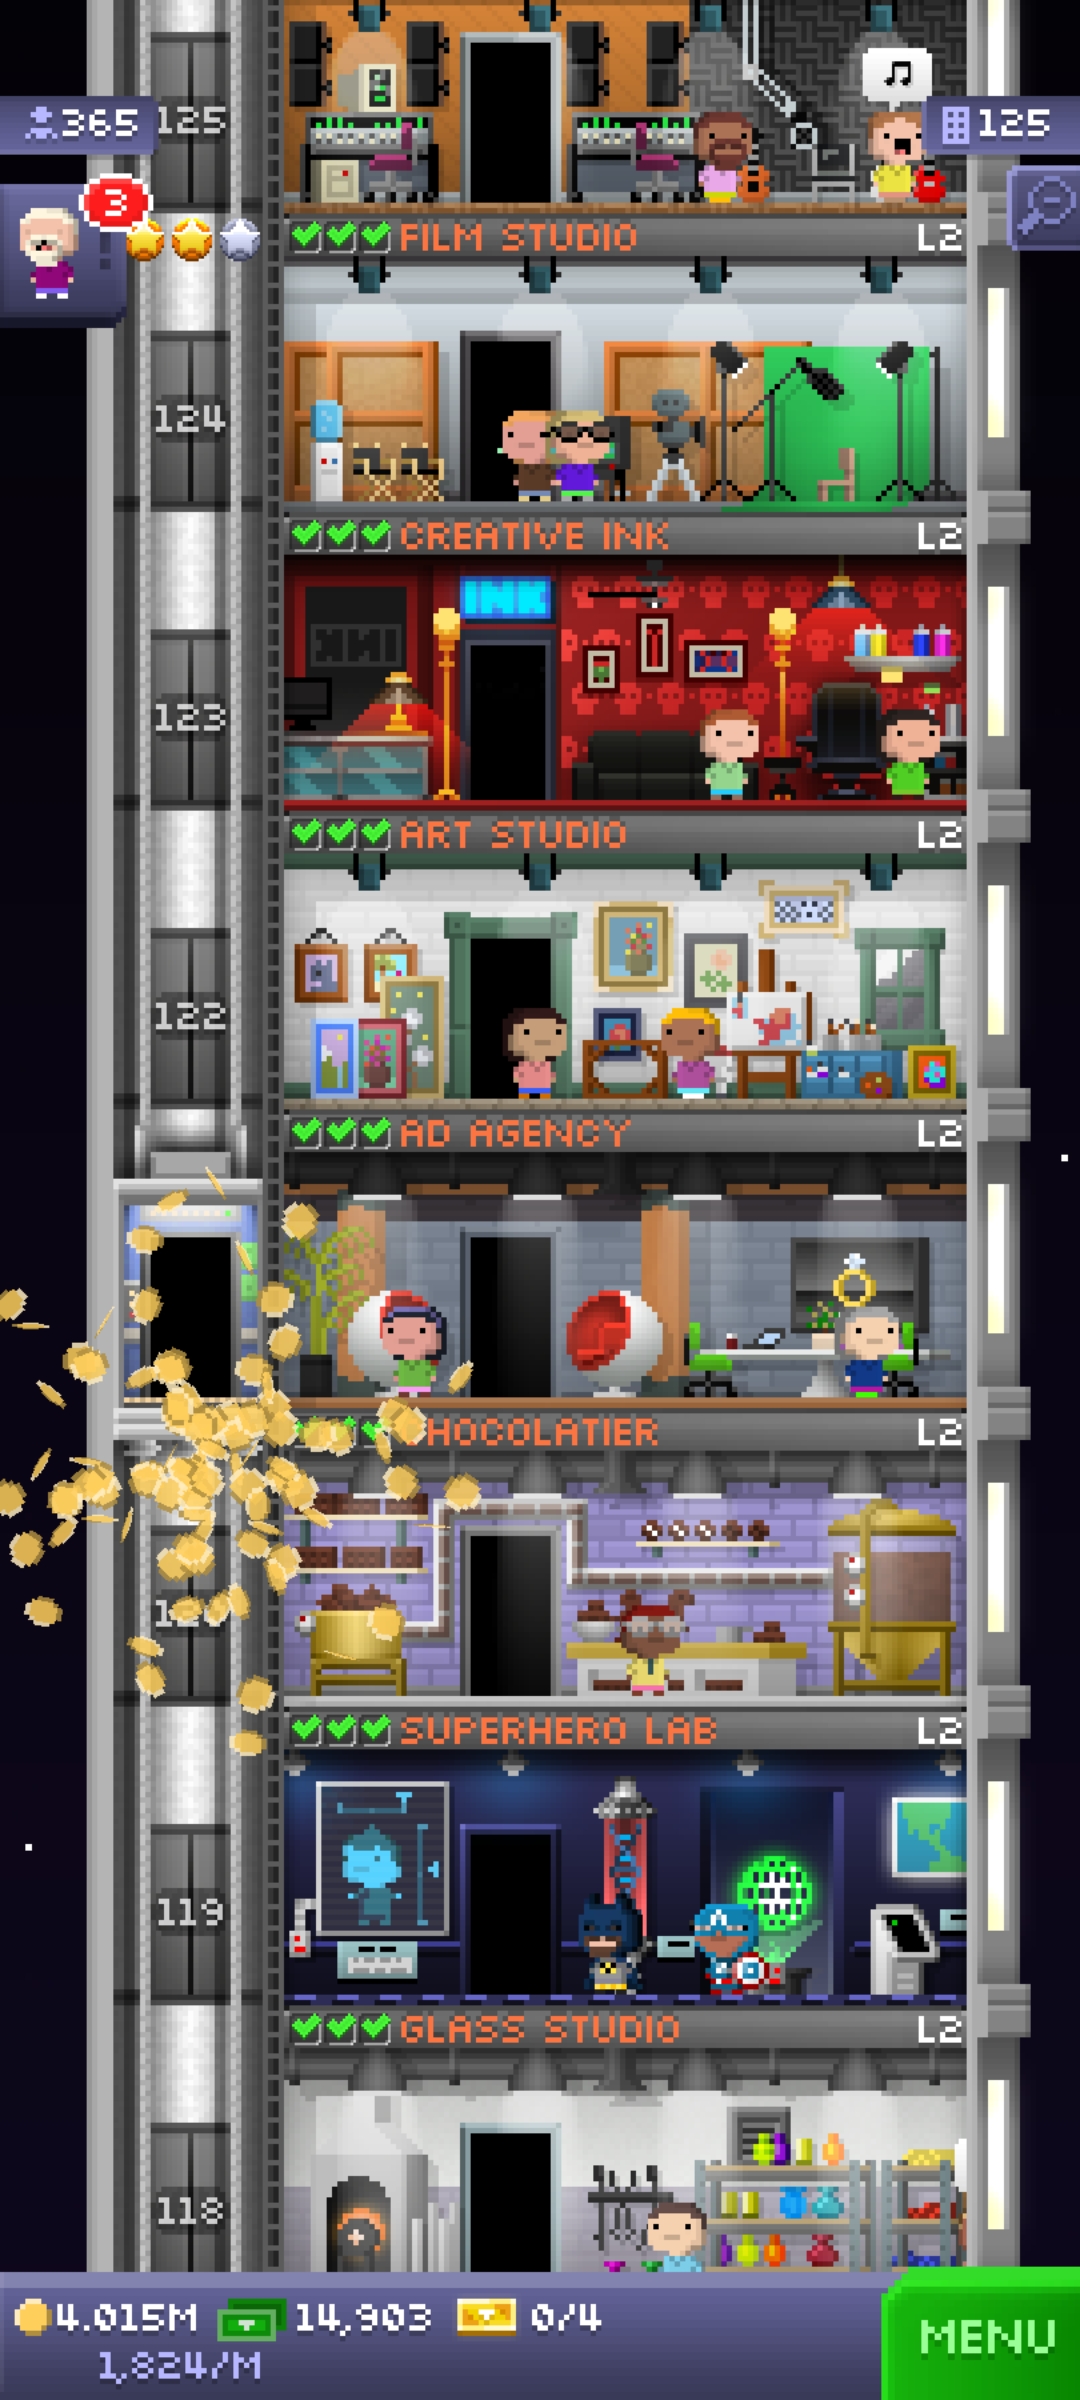 125
365
125
3
FILM STUDIO L2
124
CREATIVE INK L2
INK
123
ART STUDIO L2
122
AD AGENCY L2
HOCOLATIER L2
SUPERHERO LAB L2
119
GLASS STUDIO L2
118
4.015M 14,903 0/4
1,824/M
MENU